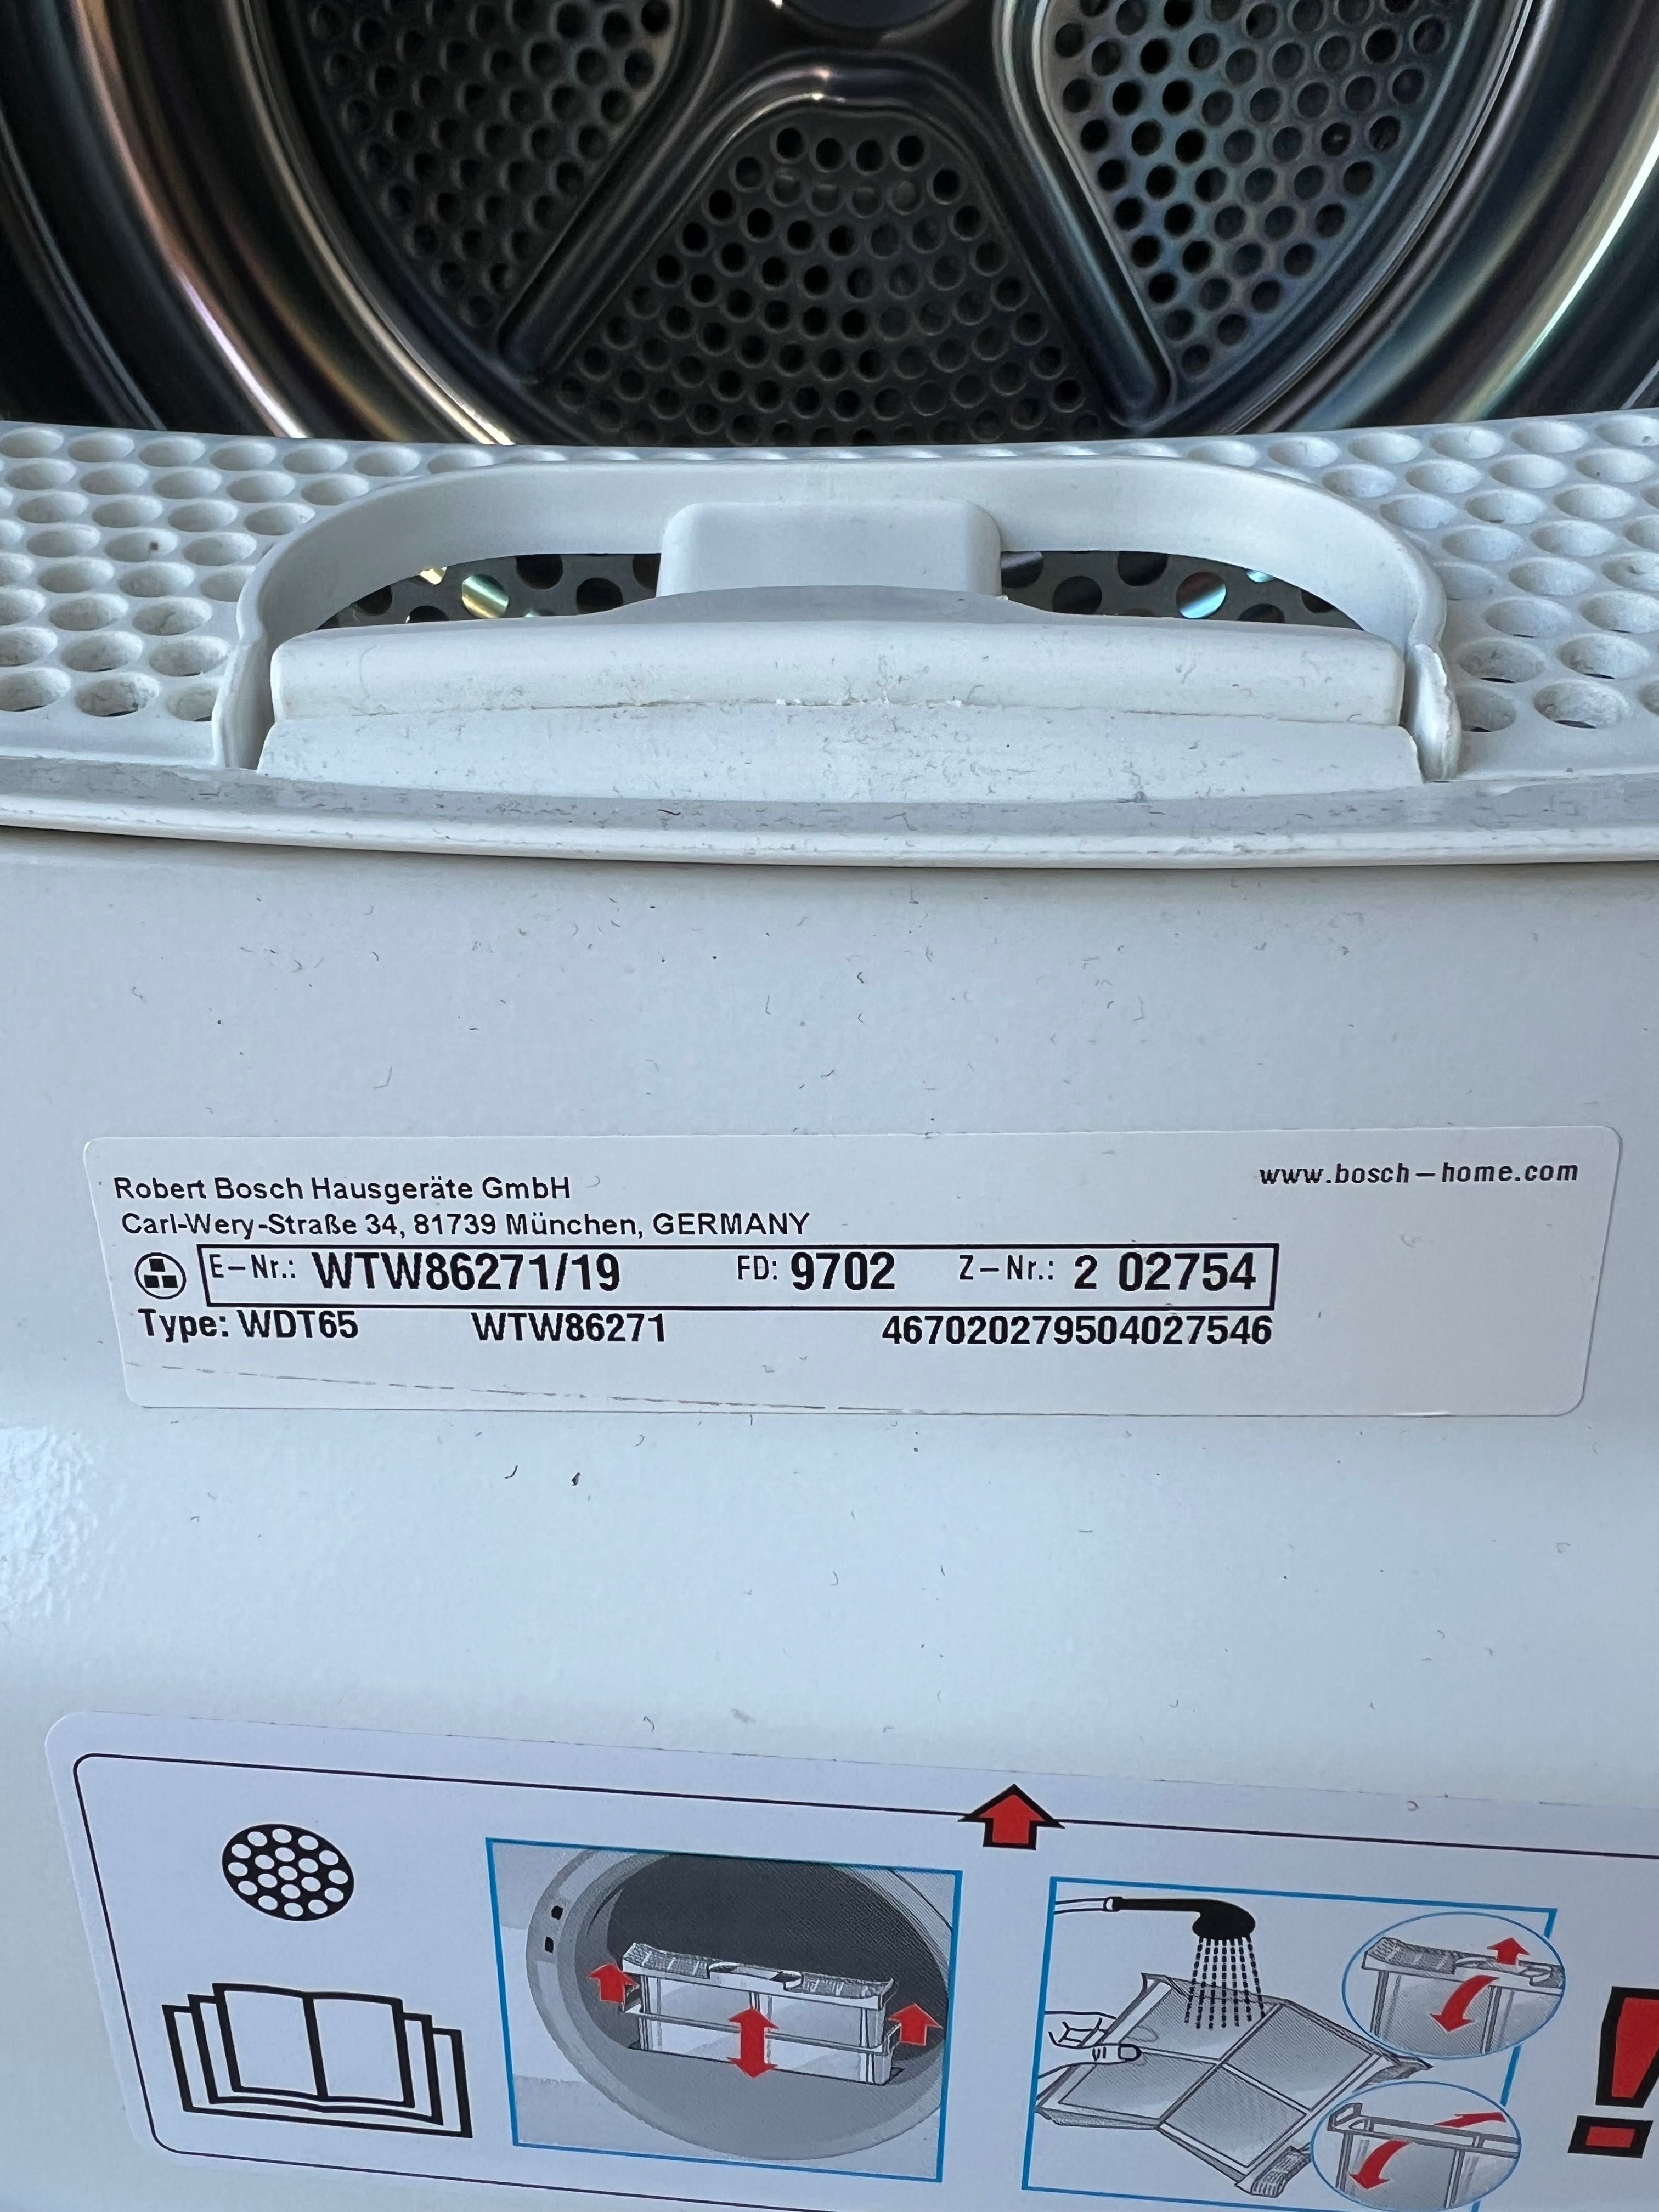 Robert Bosch Hausgeräte GmbH
www.bosch-home.com
Carl-Wery-Straße 34, 81739 München, GERMANY
E-Nr.: WTW86271/19 FD: 9702 Z-Nr.: 2 02754
Type: WDT65 WTW86271 467020279504027546
!